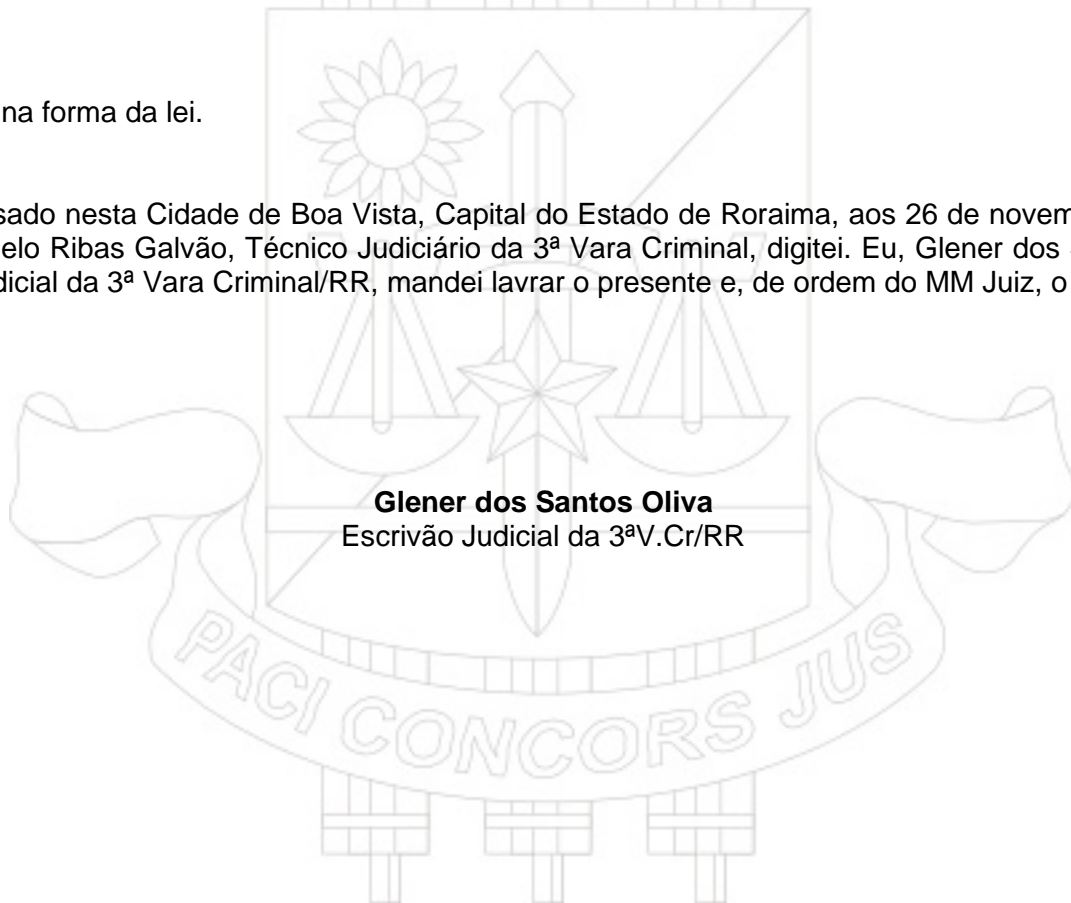 na forma da lei.
sado nesta Cidade de Boa Vista, Capital do Estado de Roraima, aos 26 de novem
elo Ribas Galvão, Técnico Judiciário da 3ª Vara Criminal, digitei. Eu, Glener dos
dicial da 3ª Vara Criminal/RR, mandei lavrar o presente e, de ordem do MM Juiz, o
Glener dos Santos Oliva
Escrivão Judicial da 3ªV.Cr/RR
PACI CONCORS JUS